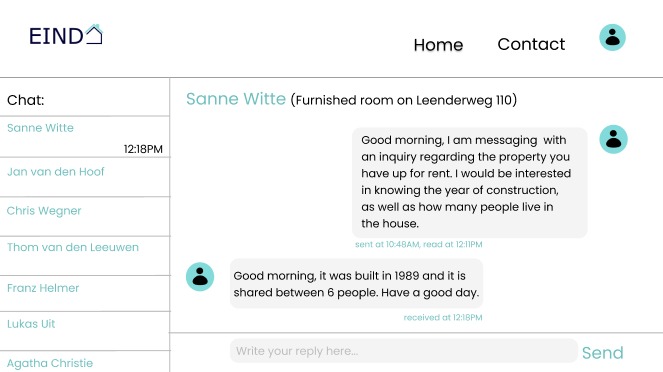 EIND
Home
Contact
Chat:
Sanne Witte
12:18PM
Jan van den Hoof
Chris Wegner
Thom van den Leeuwen
Franz Helmer
Lukas Uit
Agatha Christie
Sanne Witte (Furnished room on Leenderweg 110)
Good morning, I am messaging with
an inquiry regarding the property you
have up for rent. I would be interested
in knowing the year of construction,
as well as how many people live in
the house.
sent at 10:48AM, read at 12:11PM
Good morning, it was built in 1989 and it is
shared between 6 people. Have a good day.
received at 12:18PM
Write your reply here...
Send